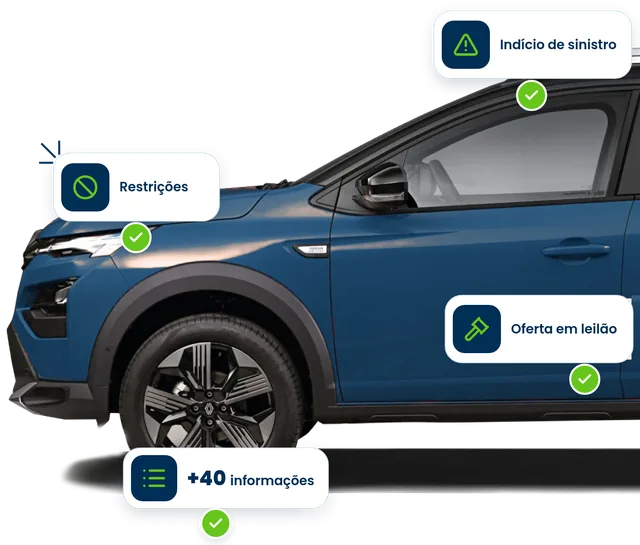 Indício de sinistro
Restrições
Oferta em leilão
+40 informações